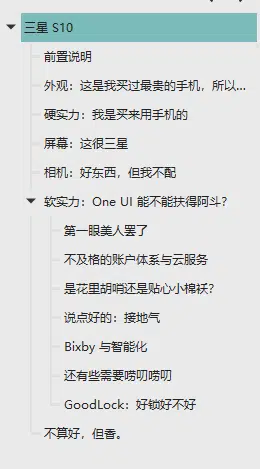 三星 S10
前置说明
外观：这是我买过最贵的手机，所以...
硬实力：我是买来用手机的
屏幕：这很三星
相机：好东西，但我不配
软实力：One UI 能不能扶得阿斗？
第一眼美人罢了
不及格的账户体系与云服务
是花里胡哨还是贴心小棉袄？
说点好的：接地气
Bixby 与智能化
还有些需要唠叨唠叨
GoodLock：好锁好不好
不算好，但香。